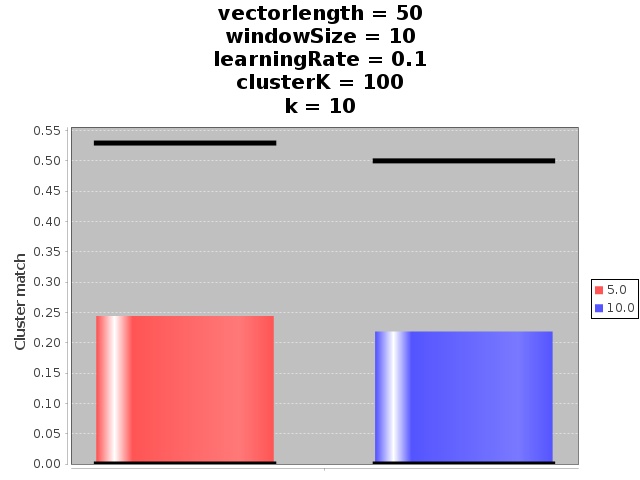 vectorlength = 50
windowSize = 10
learningRate = 0.1
clusterK = 100
k = 10
0.55
0.50
0.45
0.40
0.35
0.30
0.25
0.20
0.15
0.10
0.05
0.00
Cluster match
5.0
10.0